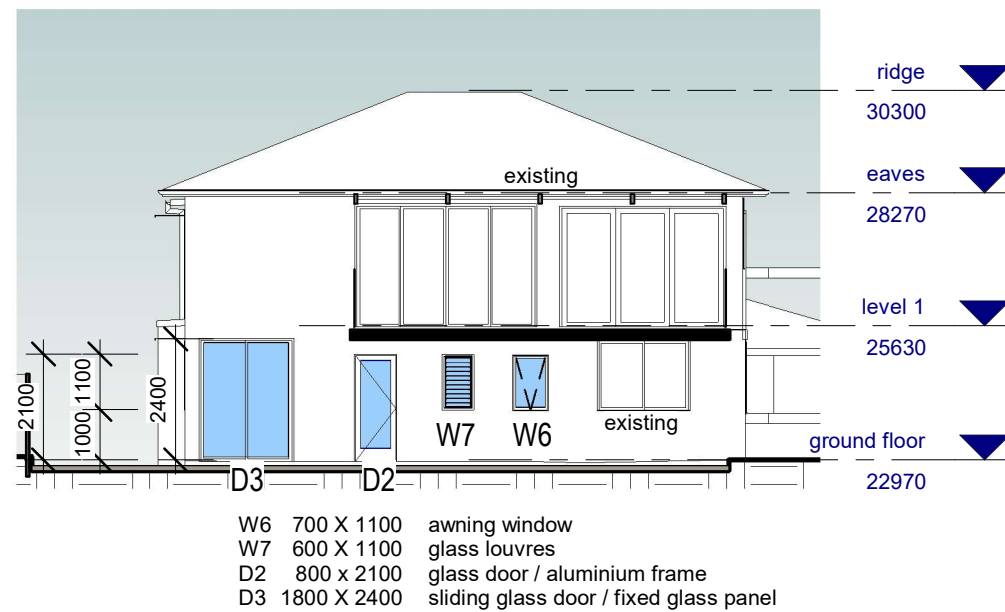 ridge
30300
existing
eaves
28270
level 1
25630
2100
1000
1100
2400
W7
W6
existing
ground floor
22970
D3
D2
W6 700 X 1100 awning window
W7 600 X 1100 glass louvres
D2 800 x 2100 glass door / aluminium frame
D3 1800 X 2400 sliding glass door / fixed glass panel